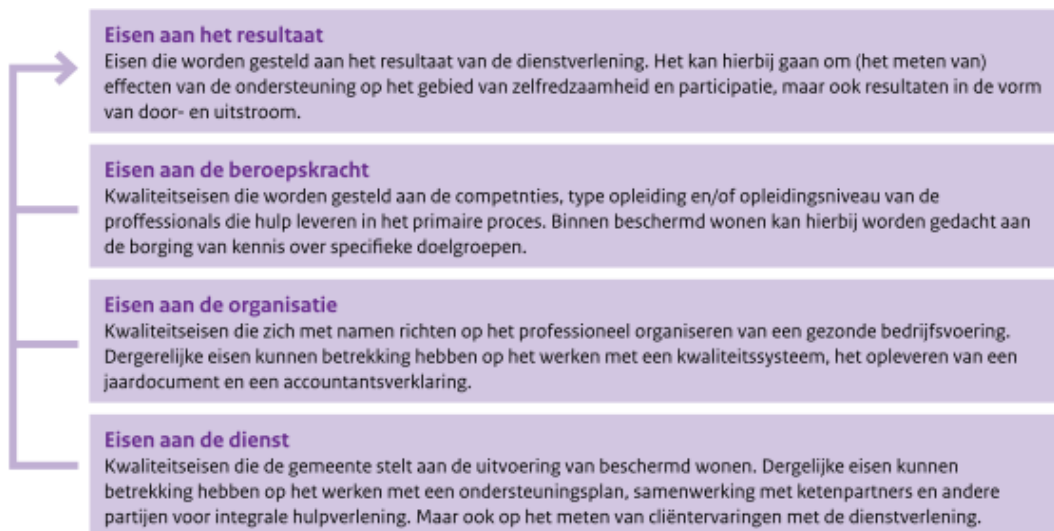 Eisen aan het resultaat
Eisen die worden gesteld aan het resultaat van de dienstverlening. Het kan hierbij gaan om (het meten van)
effecten van de ondersteuning op het gebied van zelfredzaamheid en participatie, maar ook resultaten in de vorm
van door- en uitstroom.
Eisen aan de beroepskracht
Kwaliteitseisen die worden gesteld aan de competnties, type opleiding en/of opleidingsniveau van de
proffessionals die hulp leveren in het primaire proces. Binnen beschermd wonen kan hierbij worden gedacht aan
de borging van kennis over specifieke doelgroepen.
Eisen aan de organisatie
Kwaliteitseisen die zich met namen richten op het professioneel organiseren van een gezonde bedrijfsvoering.
Dergerelijke eisen kunnen betrekking hebben op het werken met een kwaliteitssysteem, het opleveren van een
jaardocument en een accountantsverklaring.
Eisen aan de dienst
Kwaliteitseisen die de gemeente stelt aan de uitvoering van beschermd wonen. Dergelijke eisen kunnen
betrekking hebben op het werken met een ondersteuningsplan, samenwerking met ketenpartners en andere
partijen voor integrale hulpverlening. Maar ook op het meten van cliëntervaringen met de dienstverlening.